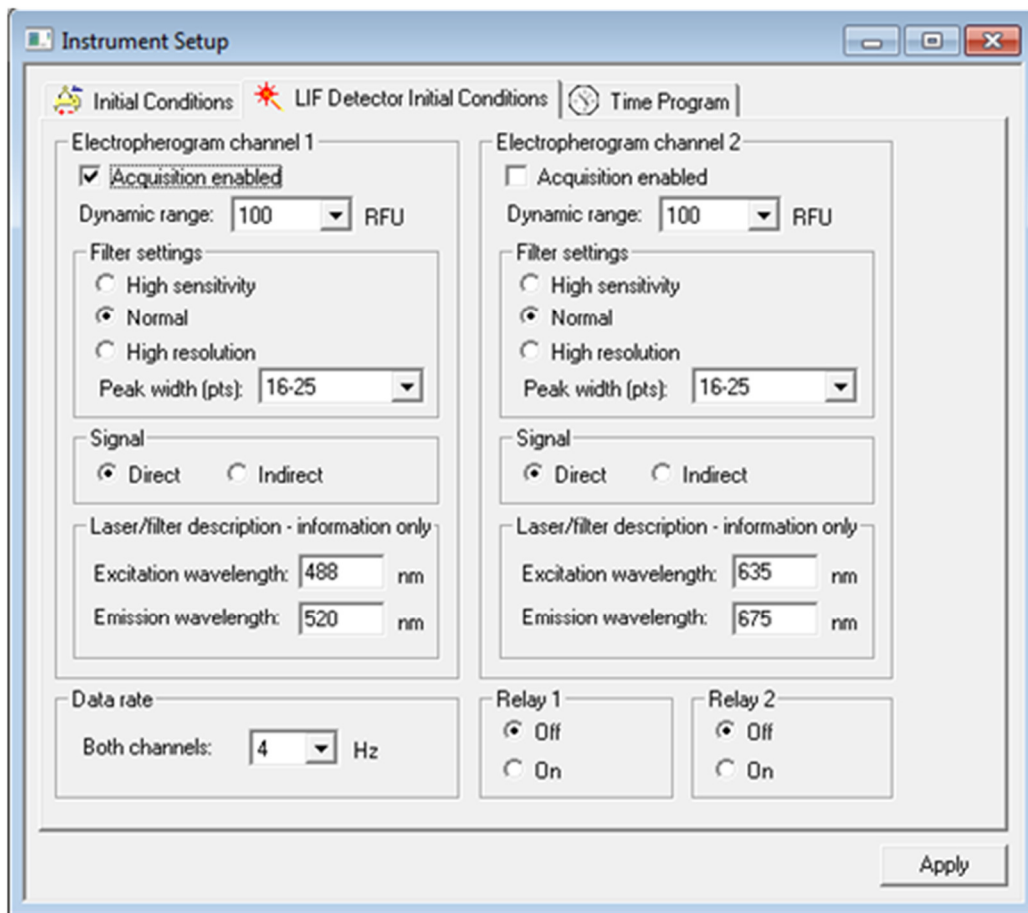 Instrument Setup
Initial Conditions
LIF Detector Initial Conditions
Time Program
Electropherogram channel 1
Acquisition enabled
Dynamic range: 100 RFU
Filter settings
High sensitivity
Normal
High resolution
Peak width (pts): 16-25
Signal
Direct Indirect
Laser/filter description - information only
Excitation wavelength: 488 nm
Emission wavelength: 520 nm
Electropherogram channel 2
Acquisition enabled
Dynamic range: 100 RFU
Filter settings
High sensitivity
Normal
High resolution
Peak width (pts): 16-25
Signal
Direct Indirect
Laser/filter description - information only
Excitation wavelength: 635 nm
Emission wavelength: 675 nm
Data rate
Both channels: 4 Hz
Relay 1
Off
On
Relay 2
Off
On
Apply